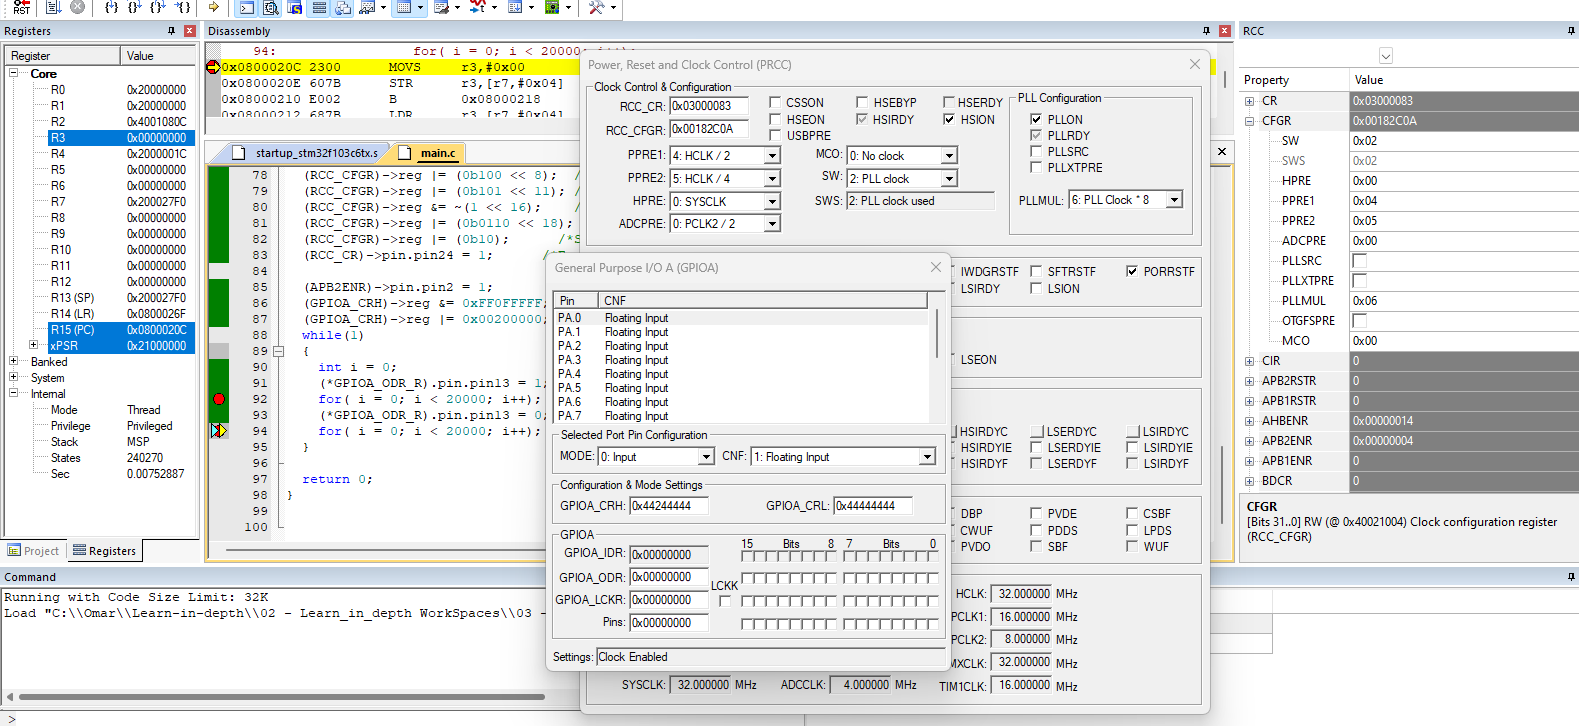 RST
Registers
Register Value
Core
R0 0x20000000
R1 0x20000000
R2 0x4001080C
R3 0x00000000
R4 0x2000001C
R5 0x00000000
R6 0x00000000
R7 0x200027F0
R8 0x00000000
R9 0x00000000
R10 0x00000000
R11 0x00000000
R12 0x00000000
R13 (SP) 0x200027F0
R14 (LR) 0x0800026F
R15 (PC) 0x0800020C
xPSR 0x21000000
Banked
System
Internal
Mode Thread
Privilege Privileged
Stack MSP
States 240270
Sec 0.00752887
Project Registers
Disassembly
94: for( i = 0; i < 20000; i++);
0x0800020C 2300 MOVS r3,#0x00
0x0800020E 607B STR r3,[r7,#0x04]
0x08000210 E002 B 0x08000218
0x08000212 687B LDR r3,[r7,#0x04]
startup_stm32f103c6tx.s main.c
78 (RCC_CFGR)->reg |= (0b100 << 8); /
79 (RCC_CFGR)->reg |= (0b101 << 11); /
80 (RCC_CFGR)->reg &= ~(1 << 16); /
81 (RCC_CFGR)->reg |= (0b0110 << 18);
82 (RCC_CFGR)->reg |= (0b10); /*S
83 (RCC_CR)->pin.pin24 = 1;
84
85 (APB2ENR)->pin.pin2 = 1;
86 (GPIOA_CRH)->reg &= 0xFF0FFFFF;
87 (GPIOA_CRH)->reg |= 0x00200000;
88 while(1)
89 {
90 int i = 0;
91 (*GPIOA_ODR_R).pin.pin13 = 1;
92 for( i = 0; i < 20000; i++);
93 (*GPIOA_ODR_R).pin.pin13 = 0;
94 for( i = 0; i < 20000; i++);
95 }
96
97 return 0;
98 }
99
100
Power, Reset and Clock Control (PRCC)
Clock Control & Configuration
RCC_CR: 0x03000083 CSSON HSEBYP HSERDY
HSEON HSIRDY HSION
RCC_CFGR: 0x00182C0A USBPRE
PPRE1: 4: HCLK / 2 MCO: 0: No clock
PPRE2: 5: HCLK / 4 SW: 2: PLL clock
HPRE: 0: SYSCLK SWS: 2: PLL clock used
ADCPRE: 0: PCLK2 / 2
PLL Configuration
PLLON
PLLRDY
PLLSRC
PLLXTPRE
PLLMUL: 6: PLL Clock * 8
IWDGRSTF SFTRSTF PORRSTF
LSIRDY LSION
LSEON
HSIRDYC LSERDYC LSIRDYC
HSIRDYIE LSERDYIE LSIRDYIE
HSIRDYF LSERDYF LSIRDYF
DBP PVDE CSBF
CWUF PDDS LPDS
PVDO SBF WUF
HCLK: 32.000000 MHz
PCLK1: 16.000000 MHz
PCLK2: 8.000000 MHz
MXCLK: 32.000000 MHz
SYSCLK: 32.000000 MHz ADCCLK: 4.000000 MHz TIM1CLK: 16.000000 MHz
General Purpose I/O A (GPIOA)
Pin CNF
PA.0 Floating Input
PA.1 Floating Input
PA.2 Floating Input
PA.3 Floating Input
PA.4 Floating Input
PA.5 Floating Input
PA.6 Floating Input
PA.7 Floating Input
Selected Port Pin Configuration
MODE: 0: Input CNF: 1: Floating Input
Configuration & Mode Settings
GPIOA_CRH: 0x44244444 GPIOA_CRL: 0x44444444
GPIOA
15 Bits 8 7 Bits 0
GPIOA_IDR: 0x00000000
GPIOA_ODR: 0x00000000
LCKK
GPIOA_LCKR: 0x00000000
Pins: 0x00000000
Settings: Clock Enabled
RCC
Property Value
CR 0x03000083
CFGR 0x00182C0A
SW 0x02
SWS 0x02
HPRE 0x00
PPRE1 0x04
PPRE2 0x05
ADCPRE 0x00
PLLSRC
PLLXTPRE
PLLMUL 0x06
OTGFSPRE
MCO 0x00
CIR 0
APB2RSTR 0
APB1RSTR 0
AHBENR 0x00000014
APB2ENR 0x00000004
APB1ENR 0
BDCR 0
CFGR
[Bits 31..0] RW (@ 0x40021004) Clock configuration register
(RCC_CFGR)
Command
Running with Code Size Limit: 32K
Load "C:\\Omar\\Learn-in-depth\\02 - Learn_in_depth WorkSpaces\\03 -
>